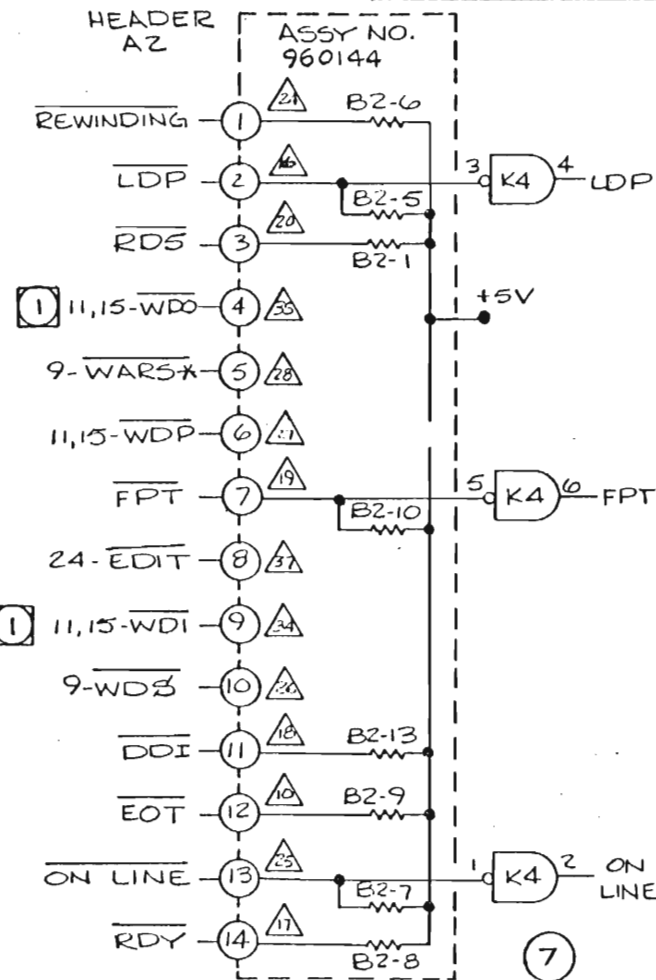 HEADER
A2
ASSY NO.
960144
REWINDING 1 21 B2-6
LDP 2 16 3 K4 4 LDP
B2-5
RDS 3 20
B2-1
1 11,15-WD0 4 35 +5V
9-WARS* 5 28
11,15-WDP 6
FPT 7 19 5 K4 6 FPT
B2-10
24-EDIT 8 37
1 11,15-WD1 9 34
9-WDS 10
DDI 11 18 B2-13
EOT 12 10 B2-9
ON LINE 13 25 1 K4 2 ON LINE
B2-7
RDY 14 17
B2-8
7